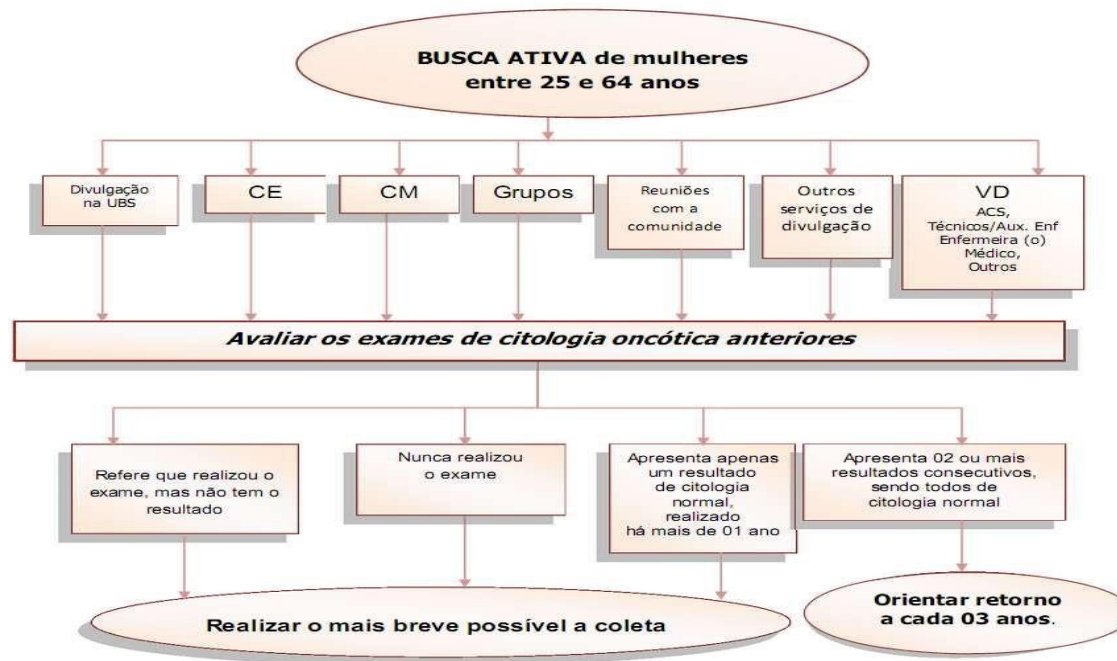 BUSCA ATIVA de mulheres
entre 25 e 64 anos
Divulgação
na UBS
CE
CM
Grupos
Reuniões
com a
comunidade
Outros
serviços de
divulgação
VD
ACS,
Técnicos/Aux. Enf
Enfermeira (o)
Médico,
Outros
Avaliar os exames de citologia oncótica anteriores
Refere que realizou o
exame, mas não tem o
resultado
Nunca realizou
o exame
Apresenta apenas
um resultado
de citologia
normal,
realizado
há mais de 01 ano
Apresenta 02 ou mais
resultados consecutivos,
sendo todos de
citologia normal
Realizar o mais breve possível a coleta
Orientar retorno
a cada 03 anos.